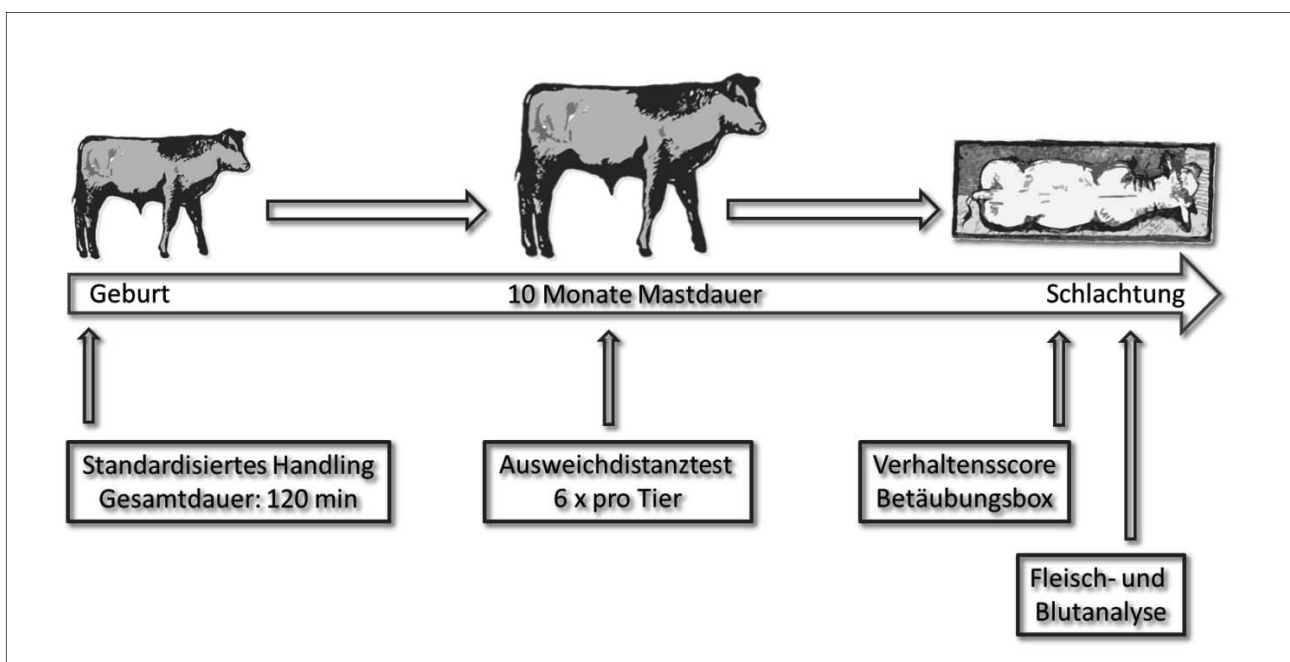 Geburt
10 Monate Mastdauer
Schlachtung
Standardisiertes Handling
Gesamtdauer: 120 min
Ausweichdistanztest
6 x pro Tier
Verhaltensscore
Betäubungsbox
Fleisch- und
Blutanalyse